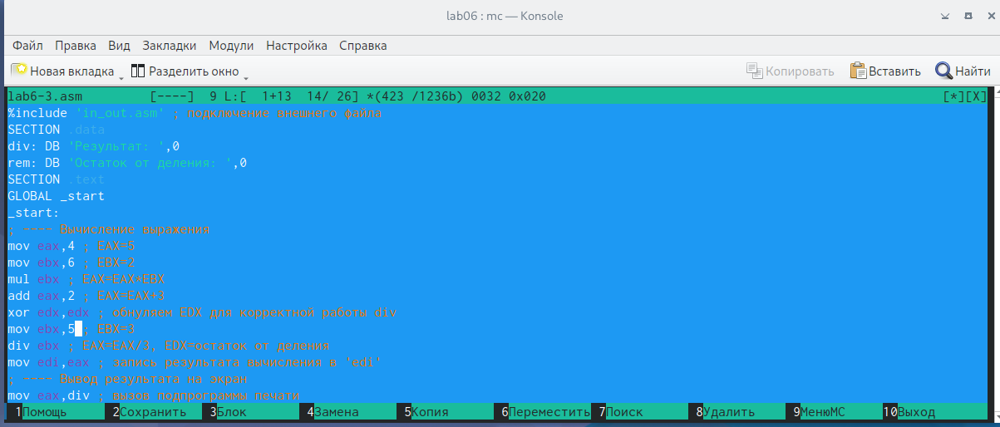 lab06 : mc — Konsole
Файл Правка Вид Закладки Модули Настройка Справка
Новая вкладка Разделить окно Копировать Вставить Найти
lab6-3.asm [----] 9 L:[ 1+13 14/ 26] *(423 /1236b) 0032 0x020 [*][X]
%include 'in_out.asm' ; подключение внешнего файла
SECTION .data
div: DB 'Результат: ',0
rem: DB 'Остаток от деления: ',0
SECTION .text
GLOBAL _start
_start:
; ---- Вычисление выражения
mov eax,4 ; EAX=5
mov ebx,6 ; EBX=2
mul ebx ; EAX=EAX*EBX
add eax,2 ; EAX=EAX+3
xor edx,edx ; обнуляем EDX для корректной работы div
mov ebx,5 ; EBX=3
div ebx ; EAX=EAX/3, EDX=остаток от деления
mov edi,eax ; запись результата вычисления в 'edi'
; ---- Вывод результата на экран
mov eax,div ; вызов подпрограммы печати
1Помощь 2Сохранить 3Блок 4Замена 5Копия 6Переместить 7Поиск 8Удалить 9МенюMC 10Выход